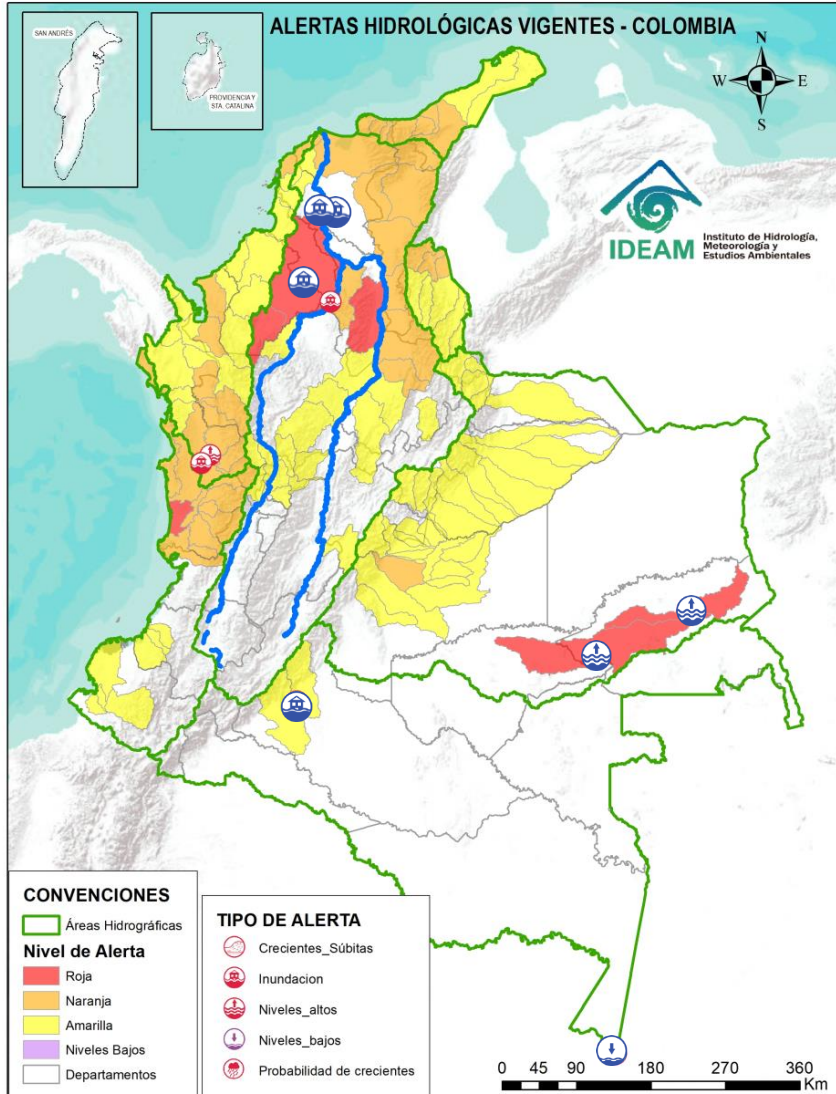 ALERTAS HIDROLÓGICAS VIGENTES - COLOMBIA
SAN ANDRÉS
PROVIDENCIA Y
STA. CATALINA
N
W
E
S
IDEAM
Instituto de Hidrología,
Meteorología y
Estudios Ambientales
CONVENCIONES
Áreas Hidrográficas
Nivel de Alerta
Roja
Naranja
Amarilla
Niveles Bajos
Departamentos
TIPO DE ALERTA
Crecientes_Súbitas
Inundacion
Niveles_altos
Niveles_bajos
Probabilidad de crecientes
0 45 90 180 270 360
Km